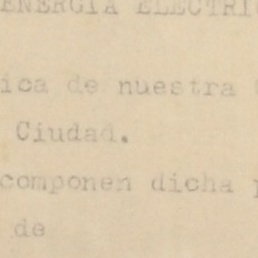 ENERGIA ELECTRI
ica de nuestra
Ciudad.
componen dicha
de